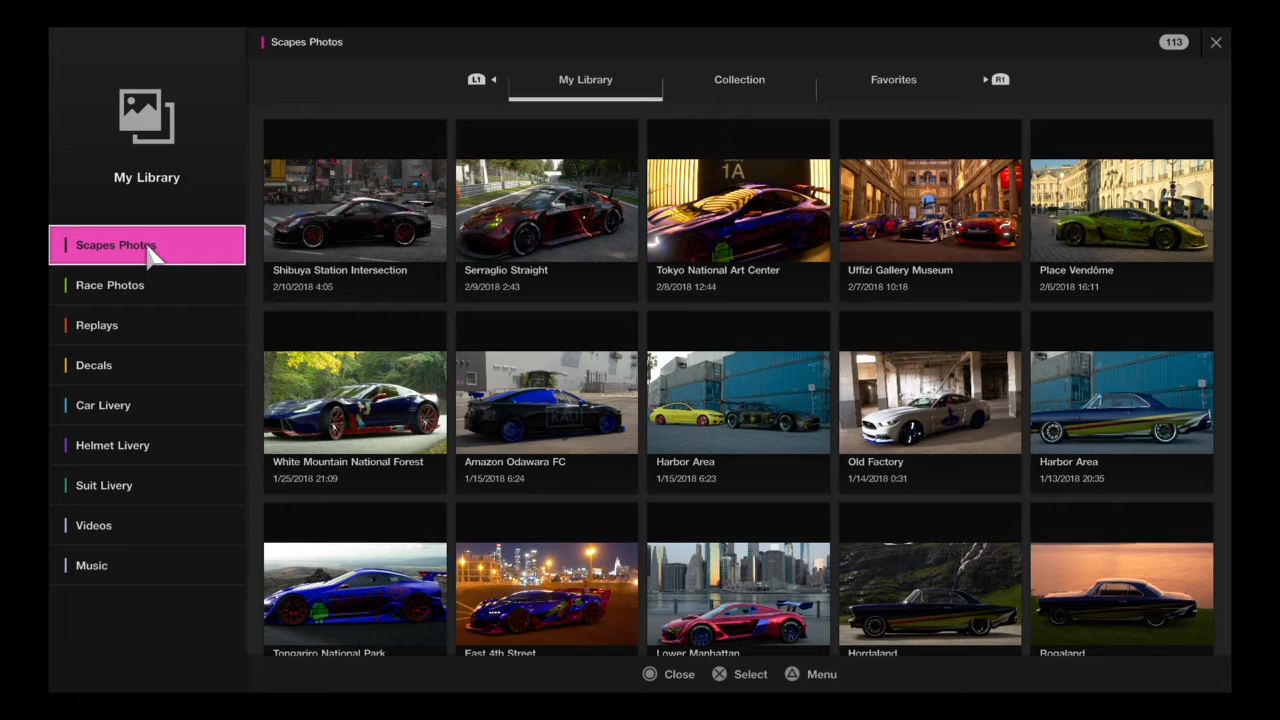 My Library
Scapes Photos
Race Photos
Replays
Decals
Car Livery
Helmet Livery
Suit Livery
Videos
Music
Scapes Photos
113
L1
My Library
Collection
Favorites
R1
1A
Shibuya Station Intersection
2/10/2018 4:05
Serraglio Straight
2/9/2018 2:43
Tokyo National Art Center
2/8/2018 12:44
Uffizi Gallery Museum
2/7/2018 10:18
Place Vendôme
2/6/2018 16:11
White Mountain National Forest
1/25/2018 21:09
Amazon Odawara FC
1/15/2018 6:24
Harbor Area
1/15/2018 6:23
Old Factory
1/14/2018 0:31
Harbor Area
1/13/2018 20:35
Tongariro National Park
East 4th Street
Lower Manhattan
Hordaland
Rogaland
Close
Select
Menu